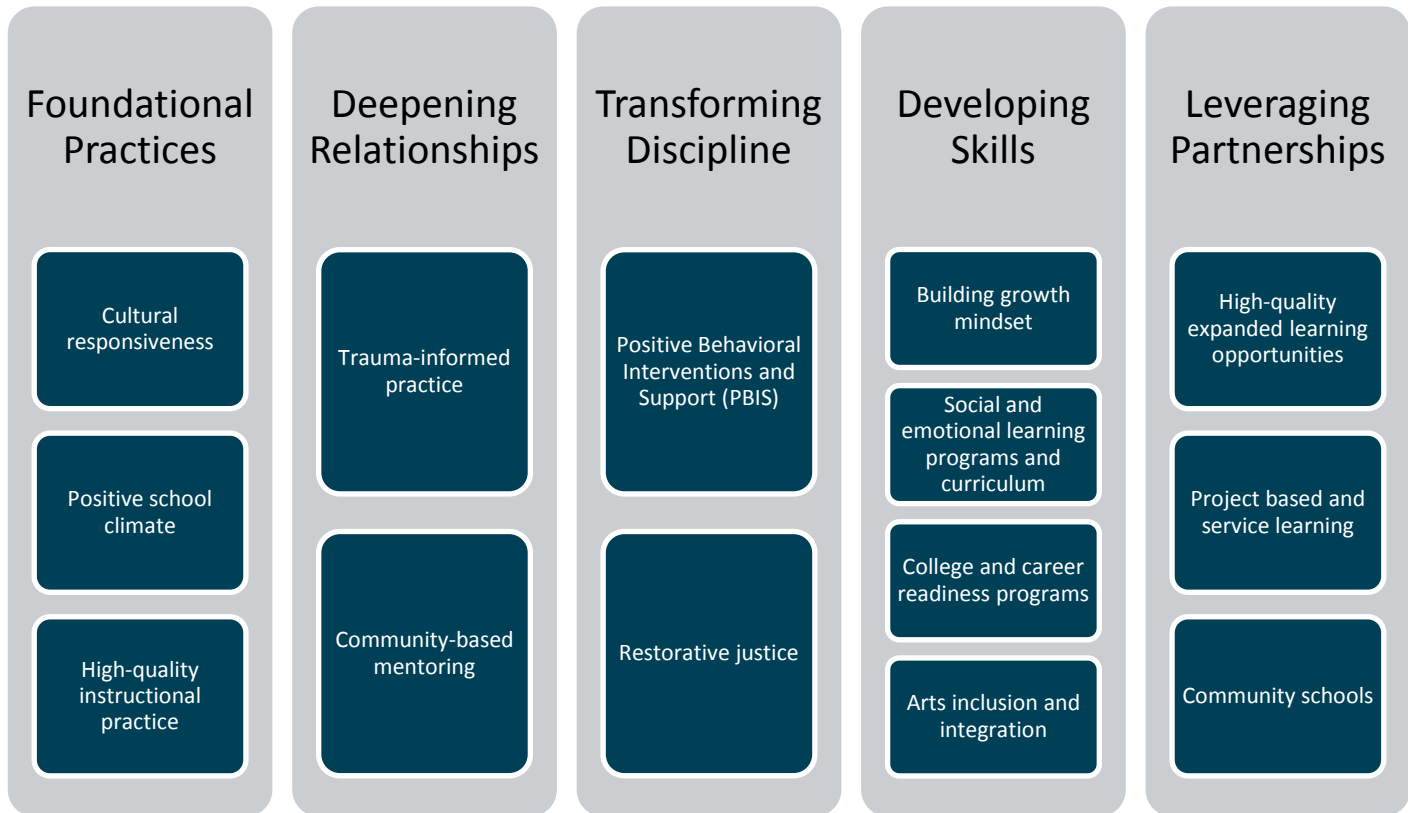 Foundational
Practices
Cultural
responsiveness
Positive school
climate
High-quality
instructional
practice
Deepening
Relationships
Trauma-informed
practice
Community-based
mentoring
Transforming
Discipline
Positive Behavioral
Interventions and
Support (PBIS)
Restorative justice
Developing
Skills
Building growth
mindset
Social and
emotional learning
programs and
curriculum
College and career
readiness programs
Arts inclusion and
integration
Leveraging
Partnerships
High-quality
expanded learning
opportunities
Project based and
service learning
Community schools